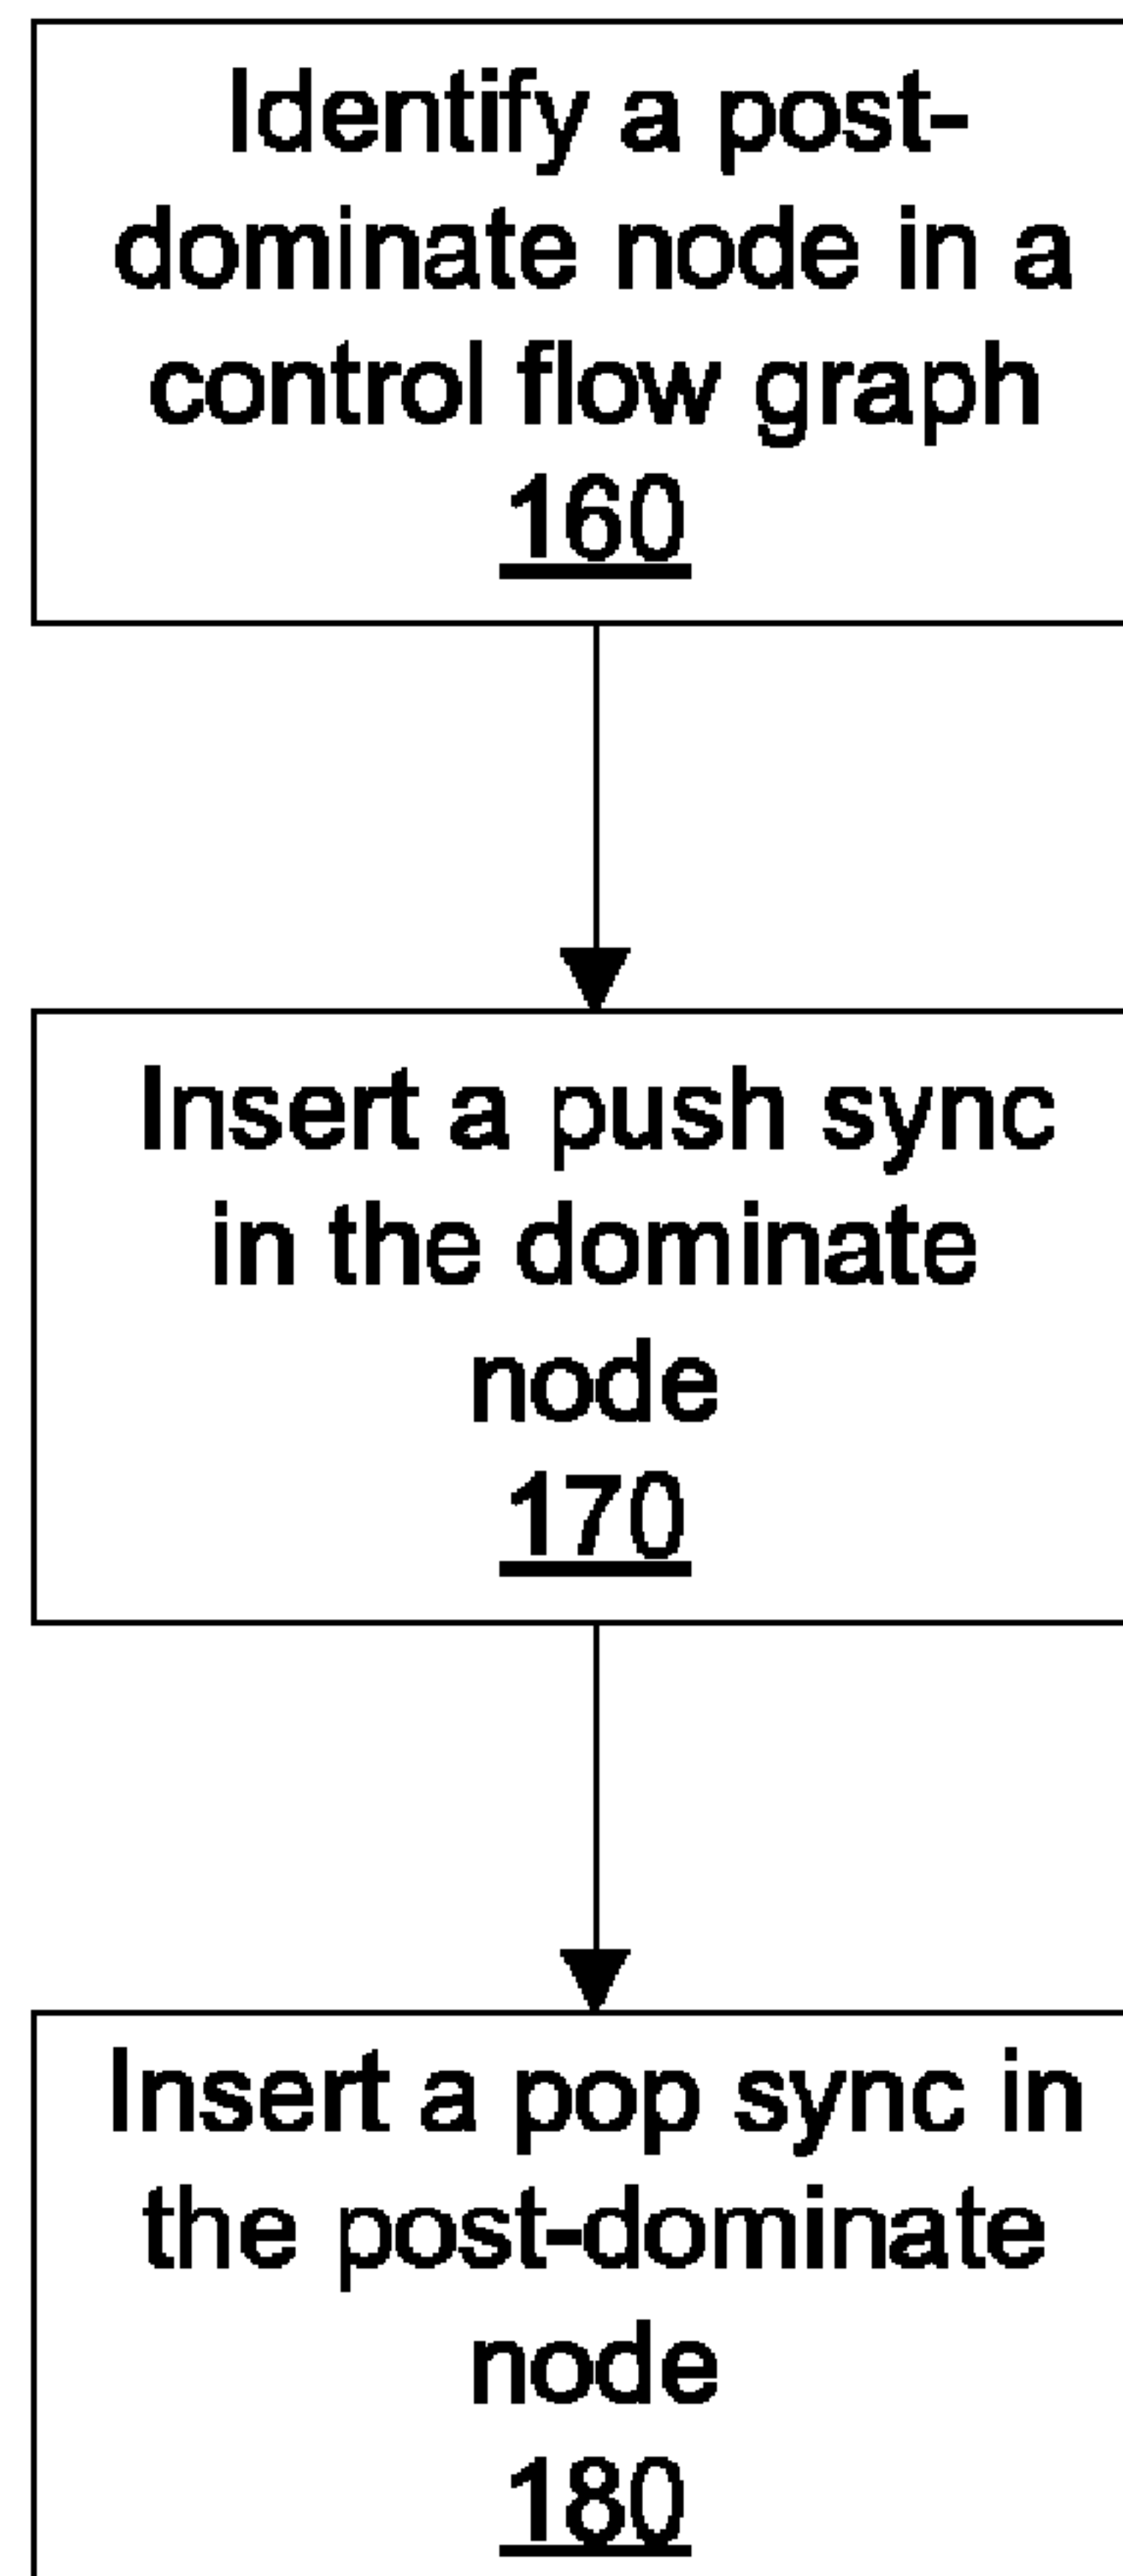 Identify a post-
dominate node in a
control flow graph
160
Insert a push sync
in the dominate
node
170
Insert a pop sync in
the post-dominate
node
180